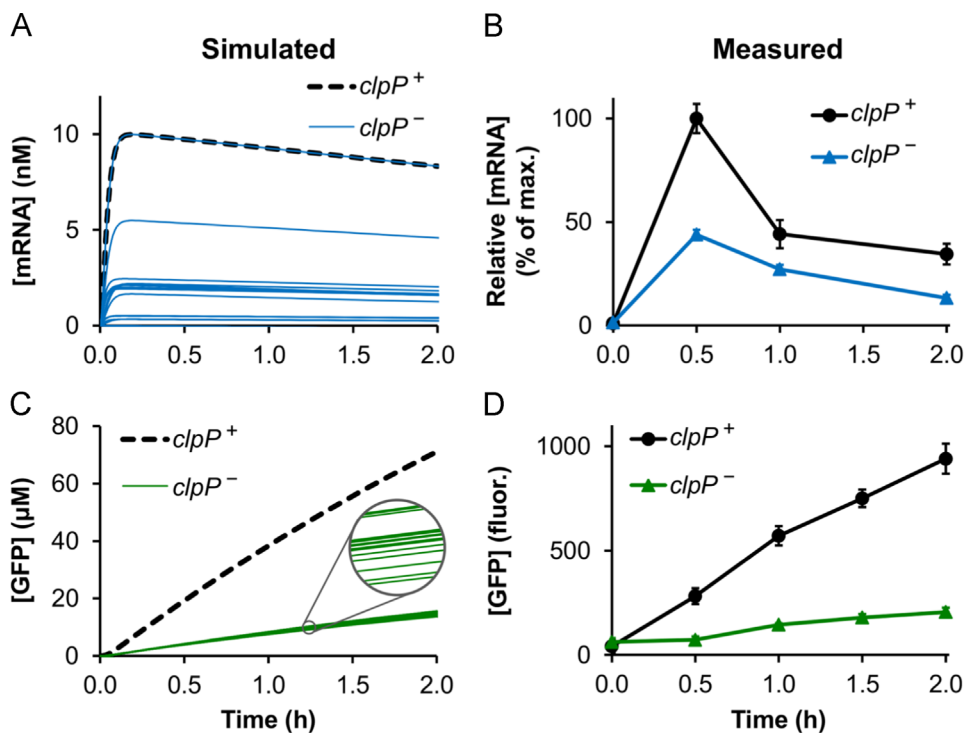 A
Simulated
clpP +
clpP −
[mRNA] (nM)
10
5
0
0.0 0.5 1.0 1.5 2.0
B
Measured
clpP +
clpP −
Relative [mRNA]
(% of max.)
100
50
0
0.0 0.5 1.0 1.5 2.0
C
clpP +
clpP −
[GFP] (µM)
80
60
40
20
0
0.0 0.5 1.0 1.5 2.0
Time (h)
D
clpP +
clpP −
[GFP] (fluor.)
1000
500
0
0.0 0.5 1.0 1.5 2.0
Time (h)